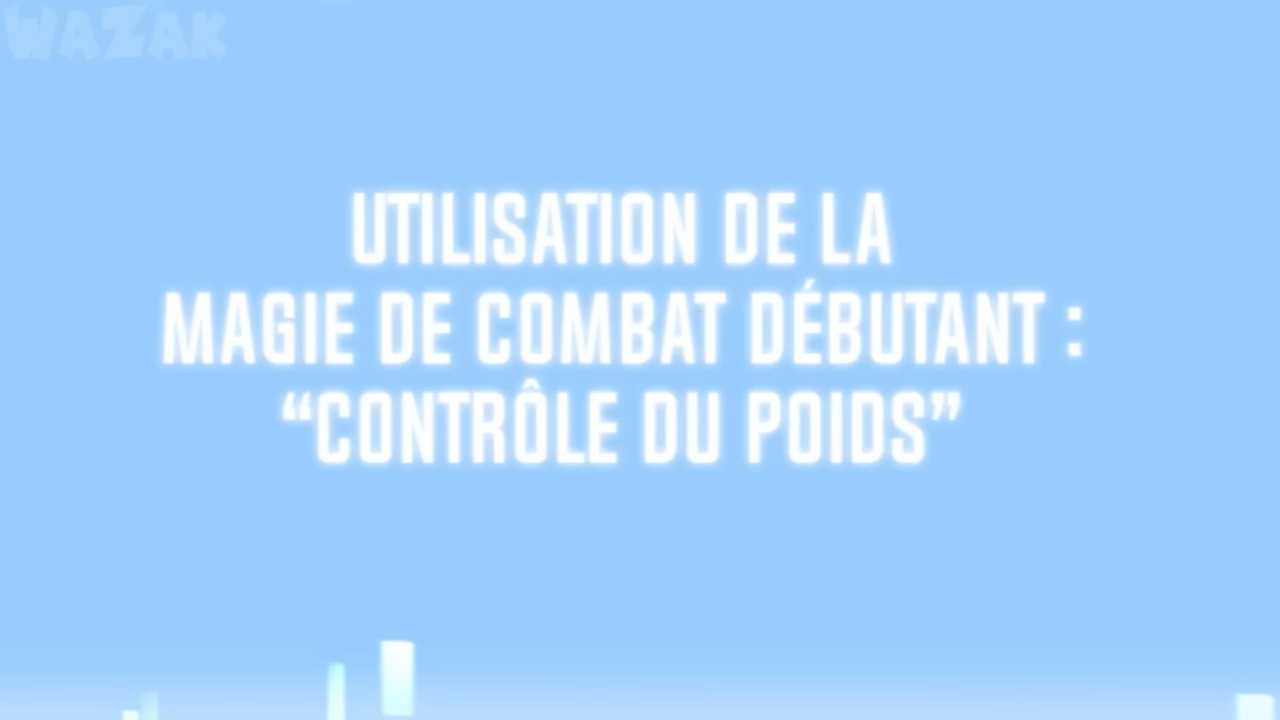 WAZAK
UTILISATION DE LA
MAGIE DE COMBAT DÉBUTANT :
“CONTRÔLE DU POIDS”